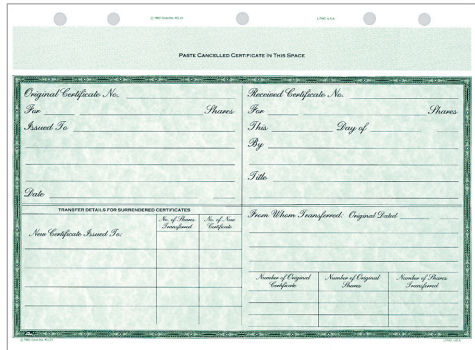 PASTE CANCELLED CERTIFICATE IN THIS SPACE
Original Certificate No.
For Shares
Issued To
Date
Received Certificate No.
For Shares
This Day of
By
Title
TRANSFER DETAILS FOR SURRENDERED CERTIFICATES
New Certificate Issued To:
No. of Shares Transferred
No. of New Certificate
From Whom Transferred: Original Dated
Number of Original Certificate
Number of Original Shares
Number of Shares Transferred